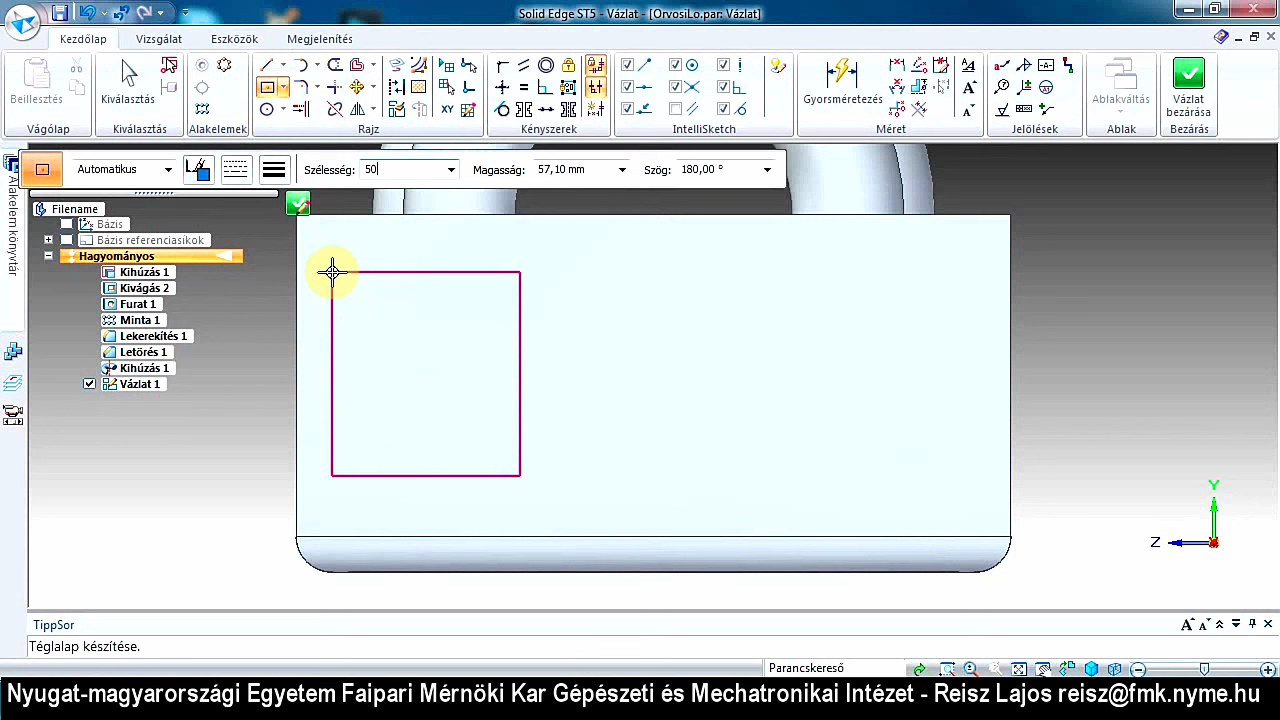 Solid Edge ST5 - Vázlat - [OrvosiLo.par: Vázlat]
Kezdőlap Vizsgálat Eszközök Megjelenítés
Beillesztés Kiválasztás Gyorsméretezés Ablakváltás Vázlat bezárása
Vágólap Kiválasztás Alakelemek Rajz Kényszerek IntelliSketch Méret Jelölések Ablak Bezárás
Automatikus Szélesség: 50 Magasság: 57,10 mm Szög: 180,00 °
Filename
Bázis
Bázis referenciasíkok
Hagyományos
Kihúzás 1
Kivágás 2
Furat 1
Minta 1
Lekerekítés 1
Letörés 1
Kihúzás 1
Vázlat 1
Y
Z
TippSor
Téglalap készítése.
Parancskereső
Nyugat-magyarországi Egyetem Faipari Mérnöki Kar Gépészeti és Mechatronikai Intézet - Reisz Lajos reisz@fmk.nyme.hu